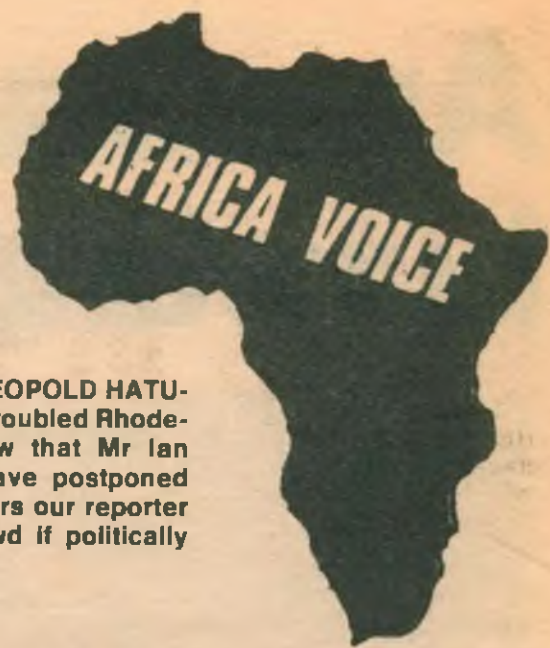 AFRICA VOICE
EOPOLD HATU-
roubled Rhode-
w that Mr Ian
ave postponed
rs our reporter
wd if politically